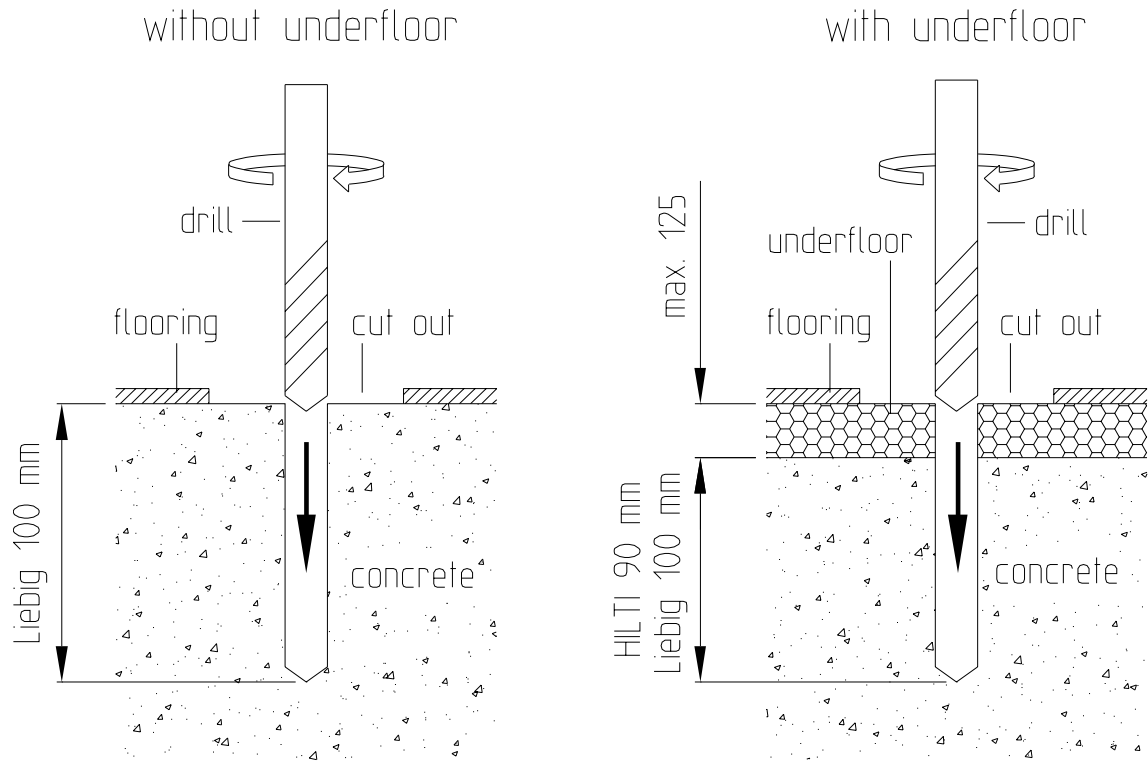 without underfloor
drill
flooring
cut out
Liebig 100 mm
concrete
with underfloor
max. 125
drill
underfloor
flooring
cut out
HILTI 90 mm
Liebig 100 mm
concrete